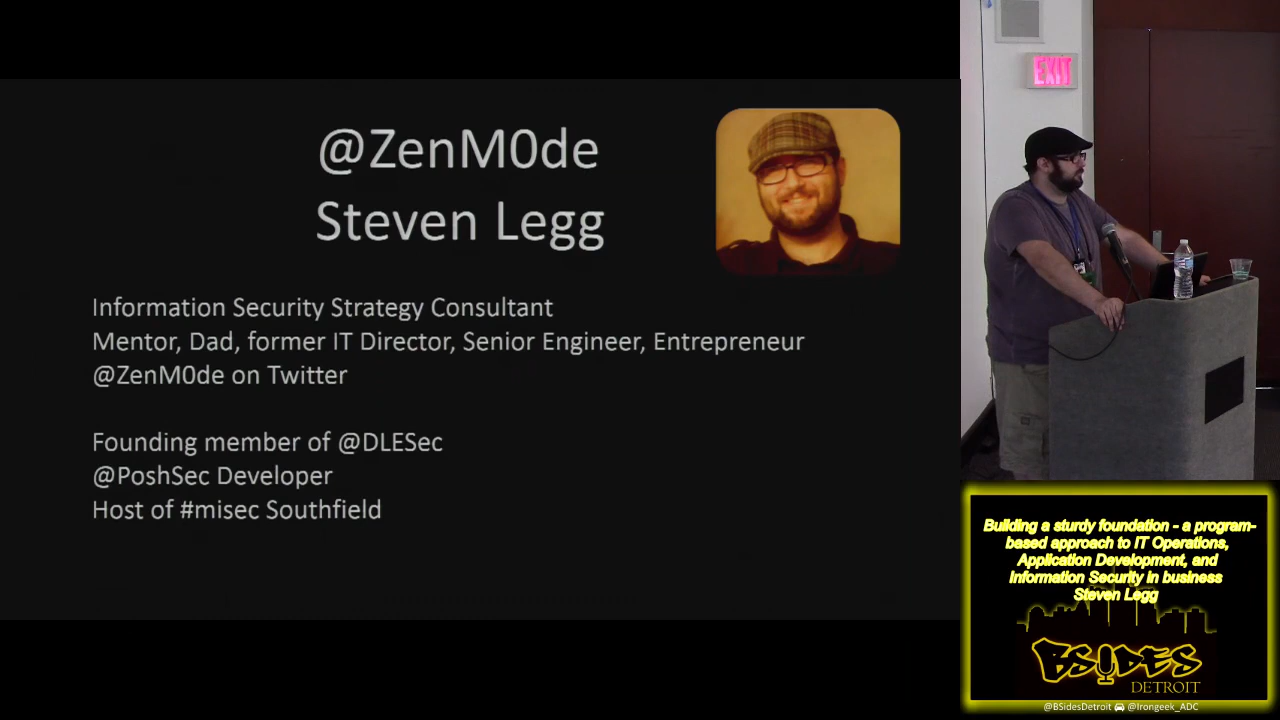 @ZenM0de
Steven Legg
Information Security Strategy Consultant
Mentor, Dad, former IT Director, Senior Engineer, Entrepreneur
@ZenM0de on Twitter
Founding member of @DLESec
@PoshSec Developer
Host of #misec Southfield
EXIT
Building a sturdy foundation - a program-
based approach to IT Operations,
Application Development, and
Information Security in business
Steven Legg
BSIDES
DETROIT
@BSidesDetroit @Irongeek_ADC